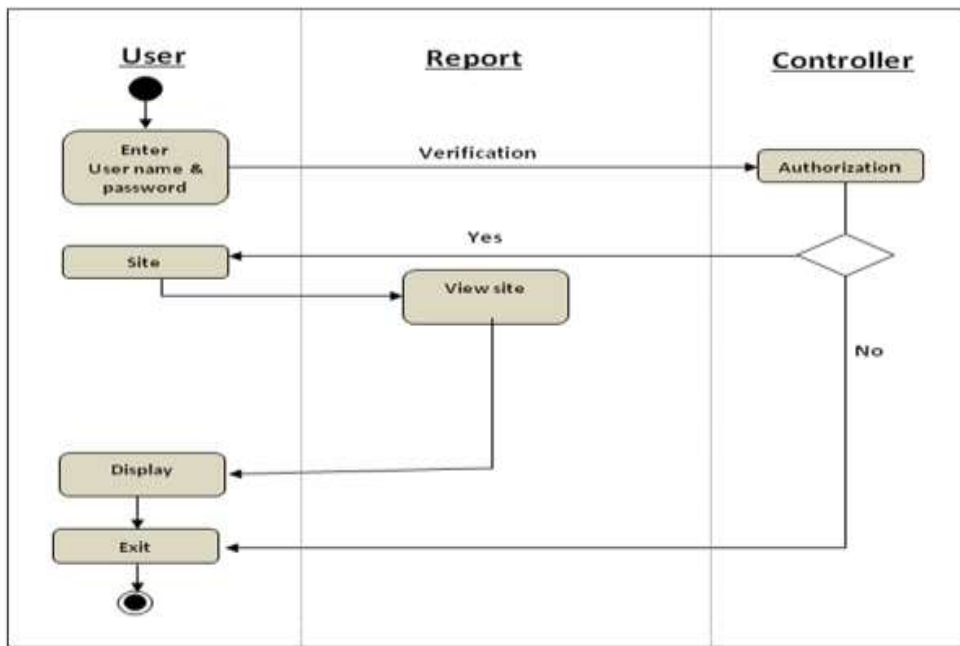 User
Report
Controller
Enter
User name &
password
Verification
Authorization
Yes
Site
View site
No
Display
Exit